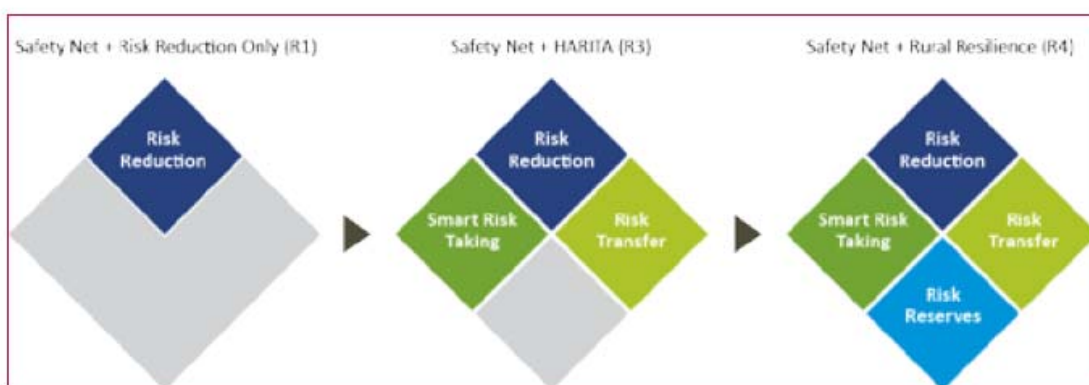 Safety Net + Risk Reduction Only (R1)
Safety Net + HARITA (R3)
Safety Net + Rural Resilience (R4)
Risk
Reduction
Risk
Reduction
Smart Risk
Taking
Risk
Transfer
Risk
Reduction
Smart Risk
Taking
Risk
Transfer
Risk
Reserves